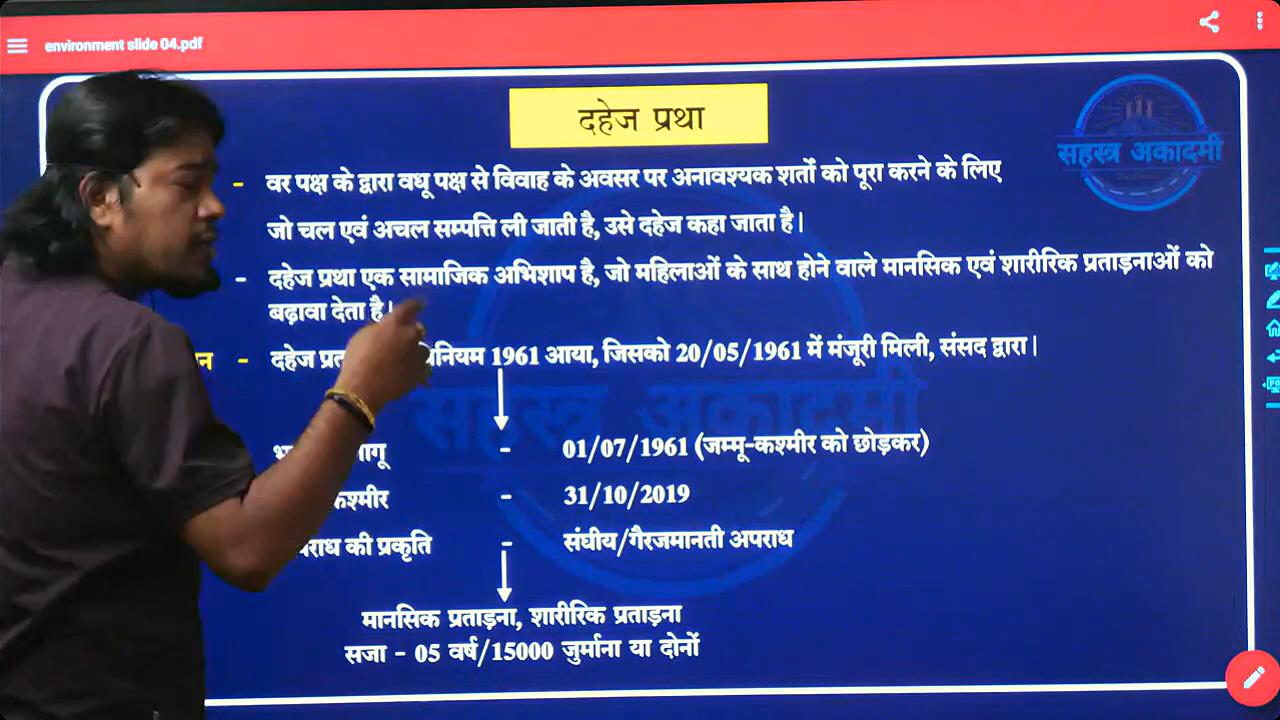 environment slide 04.pdf
दहेज प्रथा
सहस्त्र अकादमी
- वर पक्ष के द्वारा वधू पक्ष से विवाह के अवसर पर अनावश्यक शर्तों को पूरा करने के लिए
जो चल एवं अचल सम्पत्ति ली जाती है, उसे दहेज कहा जाता है।
- दहेज प्रथा एक सामाजिक अभिशाप है, जो महिलाओं के साथ होने वाले मानसिक एवं शारीरिक प्रताड़नाओं को
बढ़ावा देता है।
- दहेज 1961 आया, जिसको 20/05/1961 में मंजूरी मिली, संसद द्वारा।
सहस्त्र अकादमी
- 01/07/1961 (जम्मू-कश्मीर को छोड़कर)
कश्मीर - 31/10/2019
की प्रकृति - संघीय/गैरजमानती अपराध
मानसिक प्रताड़ना, शारीरिक प्रताड़ना
सजा - 05 वर्ष/15000 जुर्माना या दोनों